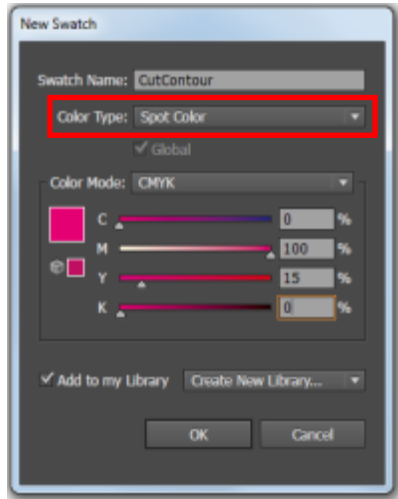 New Swatch
Swatch Name: CutContour
Color Type: Spot Color
Global
Color Mode: CMYK
C 0 %
M 100 %
Y 15 %
K 0 %
Add to my Library Create New Library...
OK Cancel